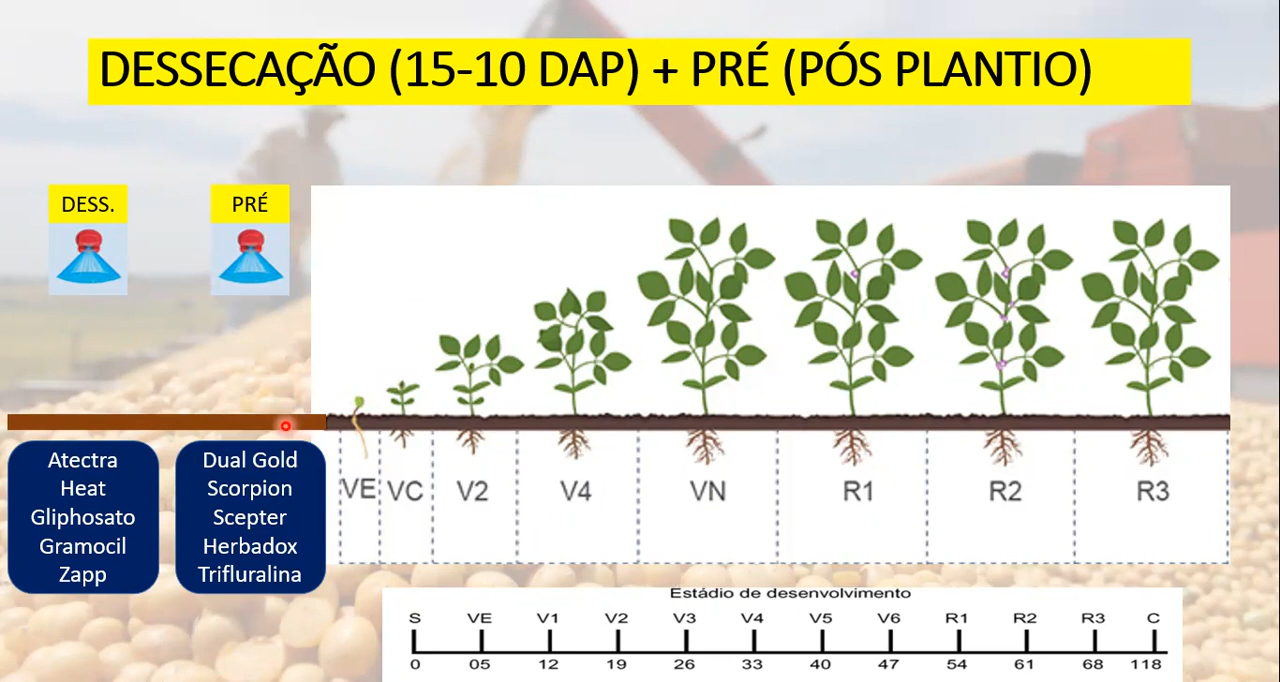 DESSECAÇÃO (15-10 DAP) + PRÉ (PÓS PLANTIO)
DESS.
PRÉ
Atectra
Heat
Gliphosato
Gramocil
Zapp
Dual Gold
Scorpion
Scepter
Herbadox
Trifluralina
VE
VC
V2
V4
VN
R1
R2
R3
Estádio de desenvolvimento
S VE V1 V2 V3 V4 V5 V6 R1 R2 R3 C
0 05 12 19 26 33 40 47 54 61 68 118